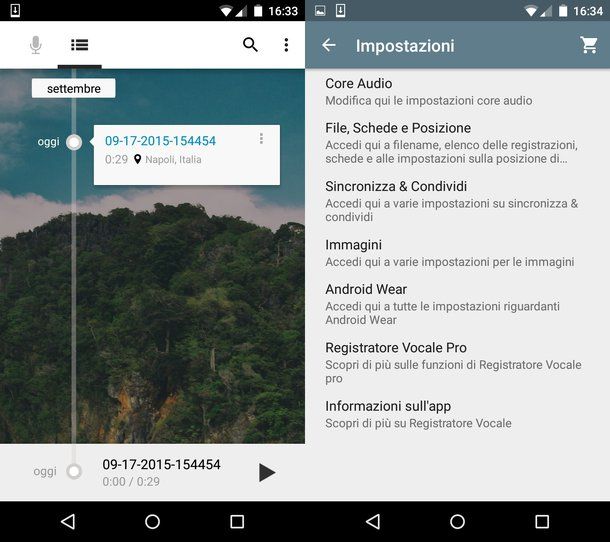 16:33
settembre
oggi
09-17-2015-154454
0:29 Napoli, Italia
oggi
09-17-2015-154454
0:00 / 0:29
16:34
Impostazioni
Core Audio
Modifica qui le impostazioni core audio
File, Schede e Posizione
Accedi qui a filename, elenco delle registrazioni,
schede e alle impostazioni sulla posizione di…
Sincronizza & Condividi
Accedi qui a varie impostazioni su sincronizza &
condividi
Immagini
Accedi qui a varie impostazioni per le immagini
Android Wear
Accedi qui a tutte le impostazioni riguardanti
Android Wear
Registratore Vocale Pro
Scopri di più sulle funzioni di Registratore Vocale
pro
Informazioni sull'app
Scopri di più su Registratore Vocale